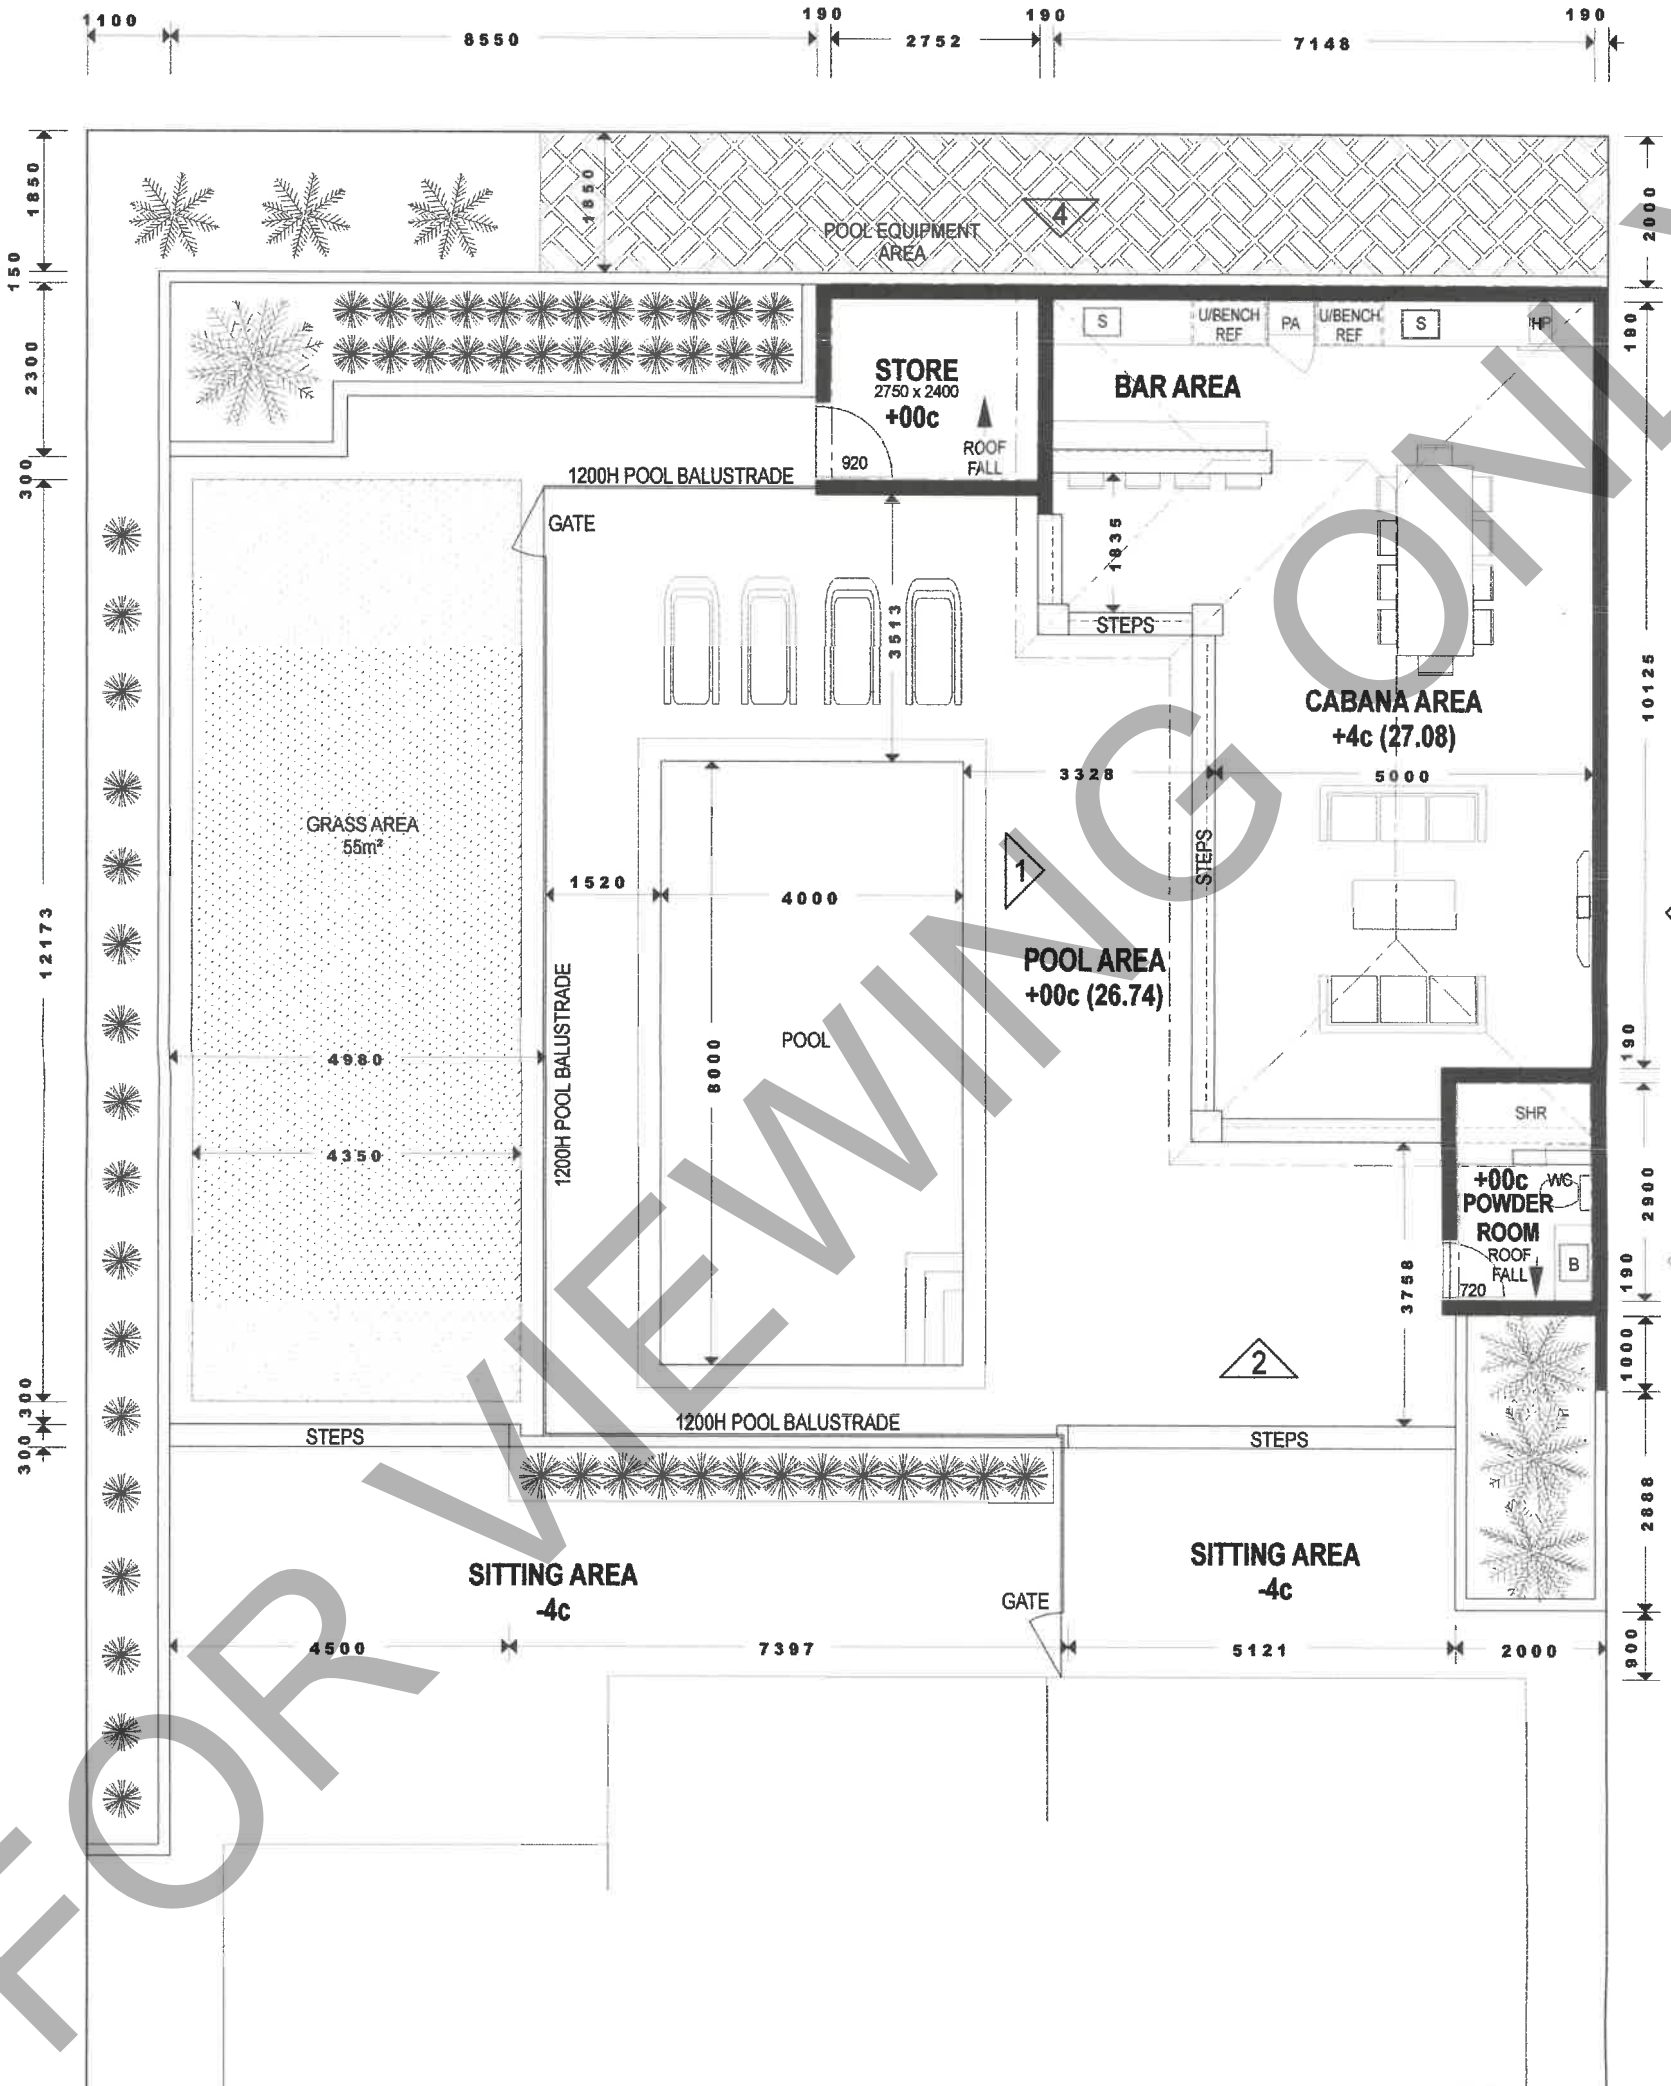 1100
8550
190
2752
190
7148
190
1850
150
2300
300
12173
300
300
1850
POOL EQUIPMENT
AREA
4
2000
190
10125
190
2900
190
1000
2888
900
STORE
2750 x 2400
+00c
ROOF
FALL
920
S
U/BENCH
REF
PA
U/BENCH
REF
S
HP
BAR AREA
1200H POOL BALUSTRADE
GATE
3513
1835
STEPS
CABANA AREA
+4c (27.08)
3328
5000
STEPS
GRASS AREA
55m²
1520
4000
1
POOL AREA
+00c (26.74)
POOL
8000
1200H POOL BALUSTRADE
4980
4350
SHR
+00c
WC
POWDER
ROOM
ROOF
FALL
B
720
3758
2
STEPS
1200H POOL BALUSTRADE
STEPS
SITTING AREA
-4c
SITTING AREA
-4c
GATE
4500
7397
5121
2000
FOR VIEWING ONLY